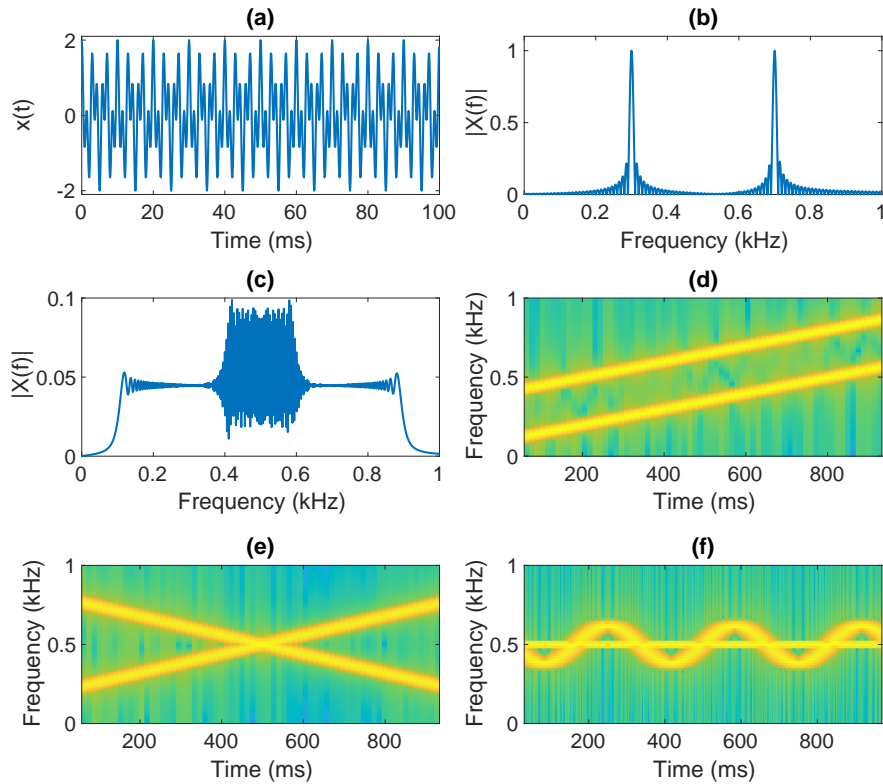 (a)
2
0
-2
x(t)
0 20 40 60 80 100
Time (ms)
(b)
1
0.5
0
|X(f)|
0 0.2 0.4 0.6 0.8 1
Frequency (kHz)
(c)
0.1
0.05
0
|X(f)|
0 0.2 0.4 0.6 0.8 1
Frequency (kHz)
(d)
1
0.5
0
Frequency (kHz)
200 400 600 800
Time (ms)
(e)
1
0.5
0
Frequency (kHz)
200 400 600 800
Time (ms)
(f)
1
0.5
0
Frequency (kHz)
200 400 600 800
Time (ms)